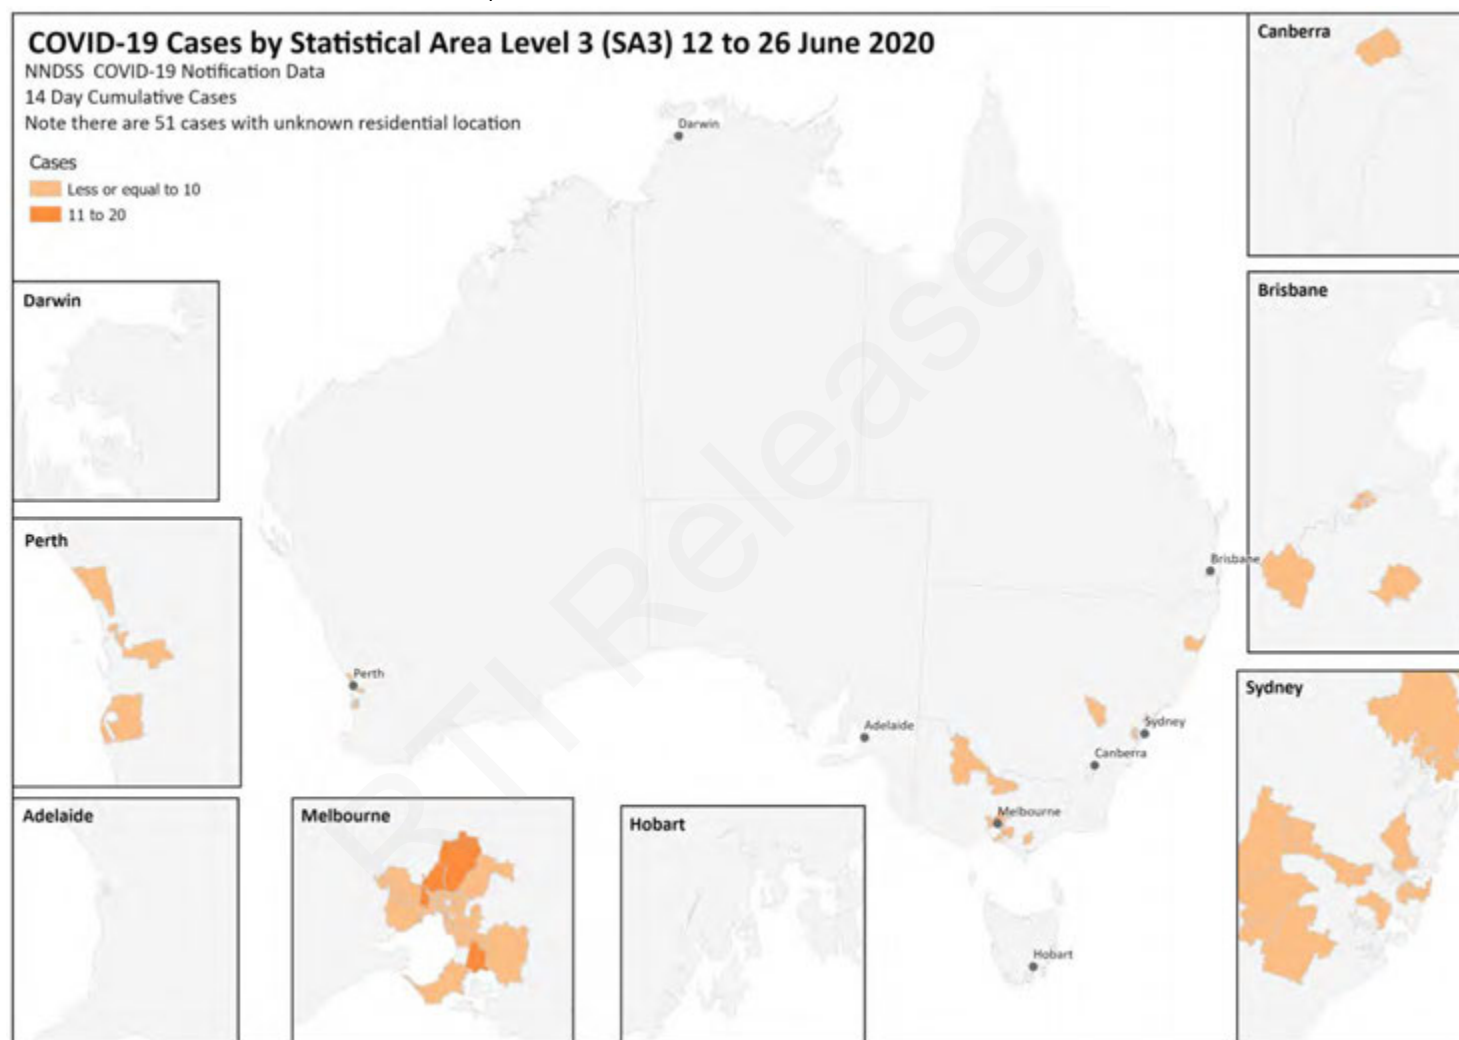 COVID-19 Cases by Statistical Area Level 3 (SA3) 12 to 26 June 2020
NNDSS COVID-19 Notification Data
14 Day Cumulative Cases
Note there are 51 cases with unknown residential location
Cases
Less or equal to 10
11 to 20
Canberra
Darwin
Darwin
Brisbane
Perth
Brisbane
Perth
Adelaide
Sydney
Canberra
Sydney
Adelaide
Melbourne
Melbourne
Hobart
Hobart
RTI Release